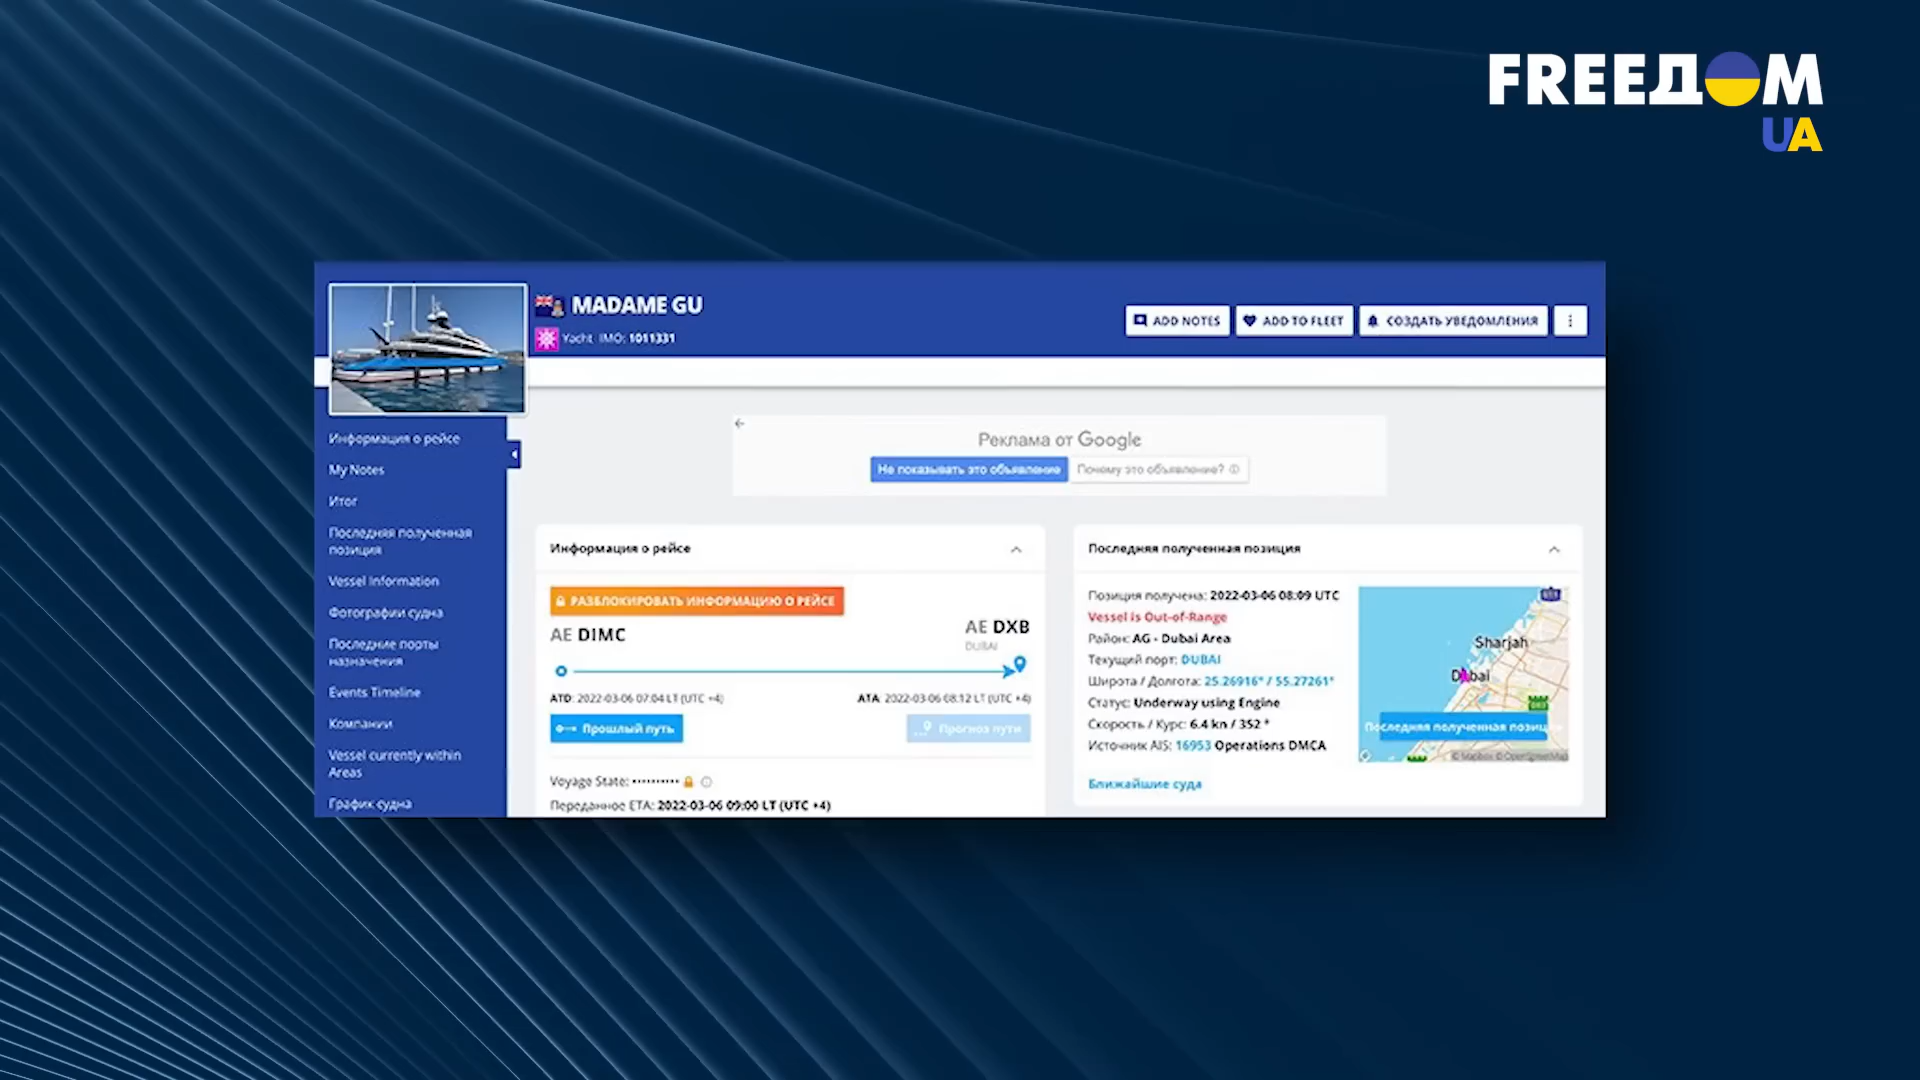 FREEДОМ
UA
MADAME GU
Yacht IMO: 1011331
ADD NOTES
ADD TO FLEET
СОЗДАТЬ УВЕДОМЛЕНИЯ
Информация о рейсе
My Notes
Итог
Последняя полученная
позиция
Vessel Information
Фотографии судна
Последние порты
назначения
Events Timeline
Компании
Vessel currently within
Areas
График судна
Реклама от Google
Не показывать это объявление
Почему это объявление?
Информация о рейсе
РАЗБЛОКИРОВАТЬ ИНФОРМАЦИЮ О РЕЙСЕ
AE DIMC
AE DXB
DUBAI
ATD: 2022-03-06 07:04 LT (UTC +4)
ATA: 2022-03-06 08:12 LT (UTC +4)
Прошлый путь
Прогноз пути
Voyage State: ••••••••••
Переданное ETA: 2022-03-06 09:00 LT (UTC +4)
Последняя полученная позиция
Позиция получена: 2022-03-06 08:09 UTC
Vessel is Out-of-Range
Район: AG - Dubai Area
Текущий порт: DUBAI
Широта / Долгота: 25.26916° / 55.27261°
Статус: Underway using Engine
Скорость / Курс: 6.4 kn / 352 °
Источник AIS: 16953 Operations DMCA
Ближайшие суда
Sharjah
Dubai
Последняя полученная позиц
© Mapbox © OpenStreetMap